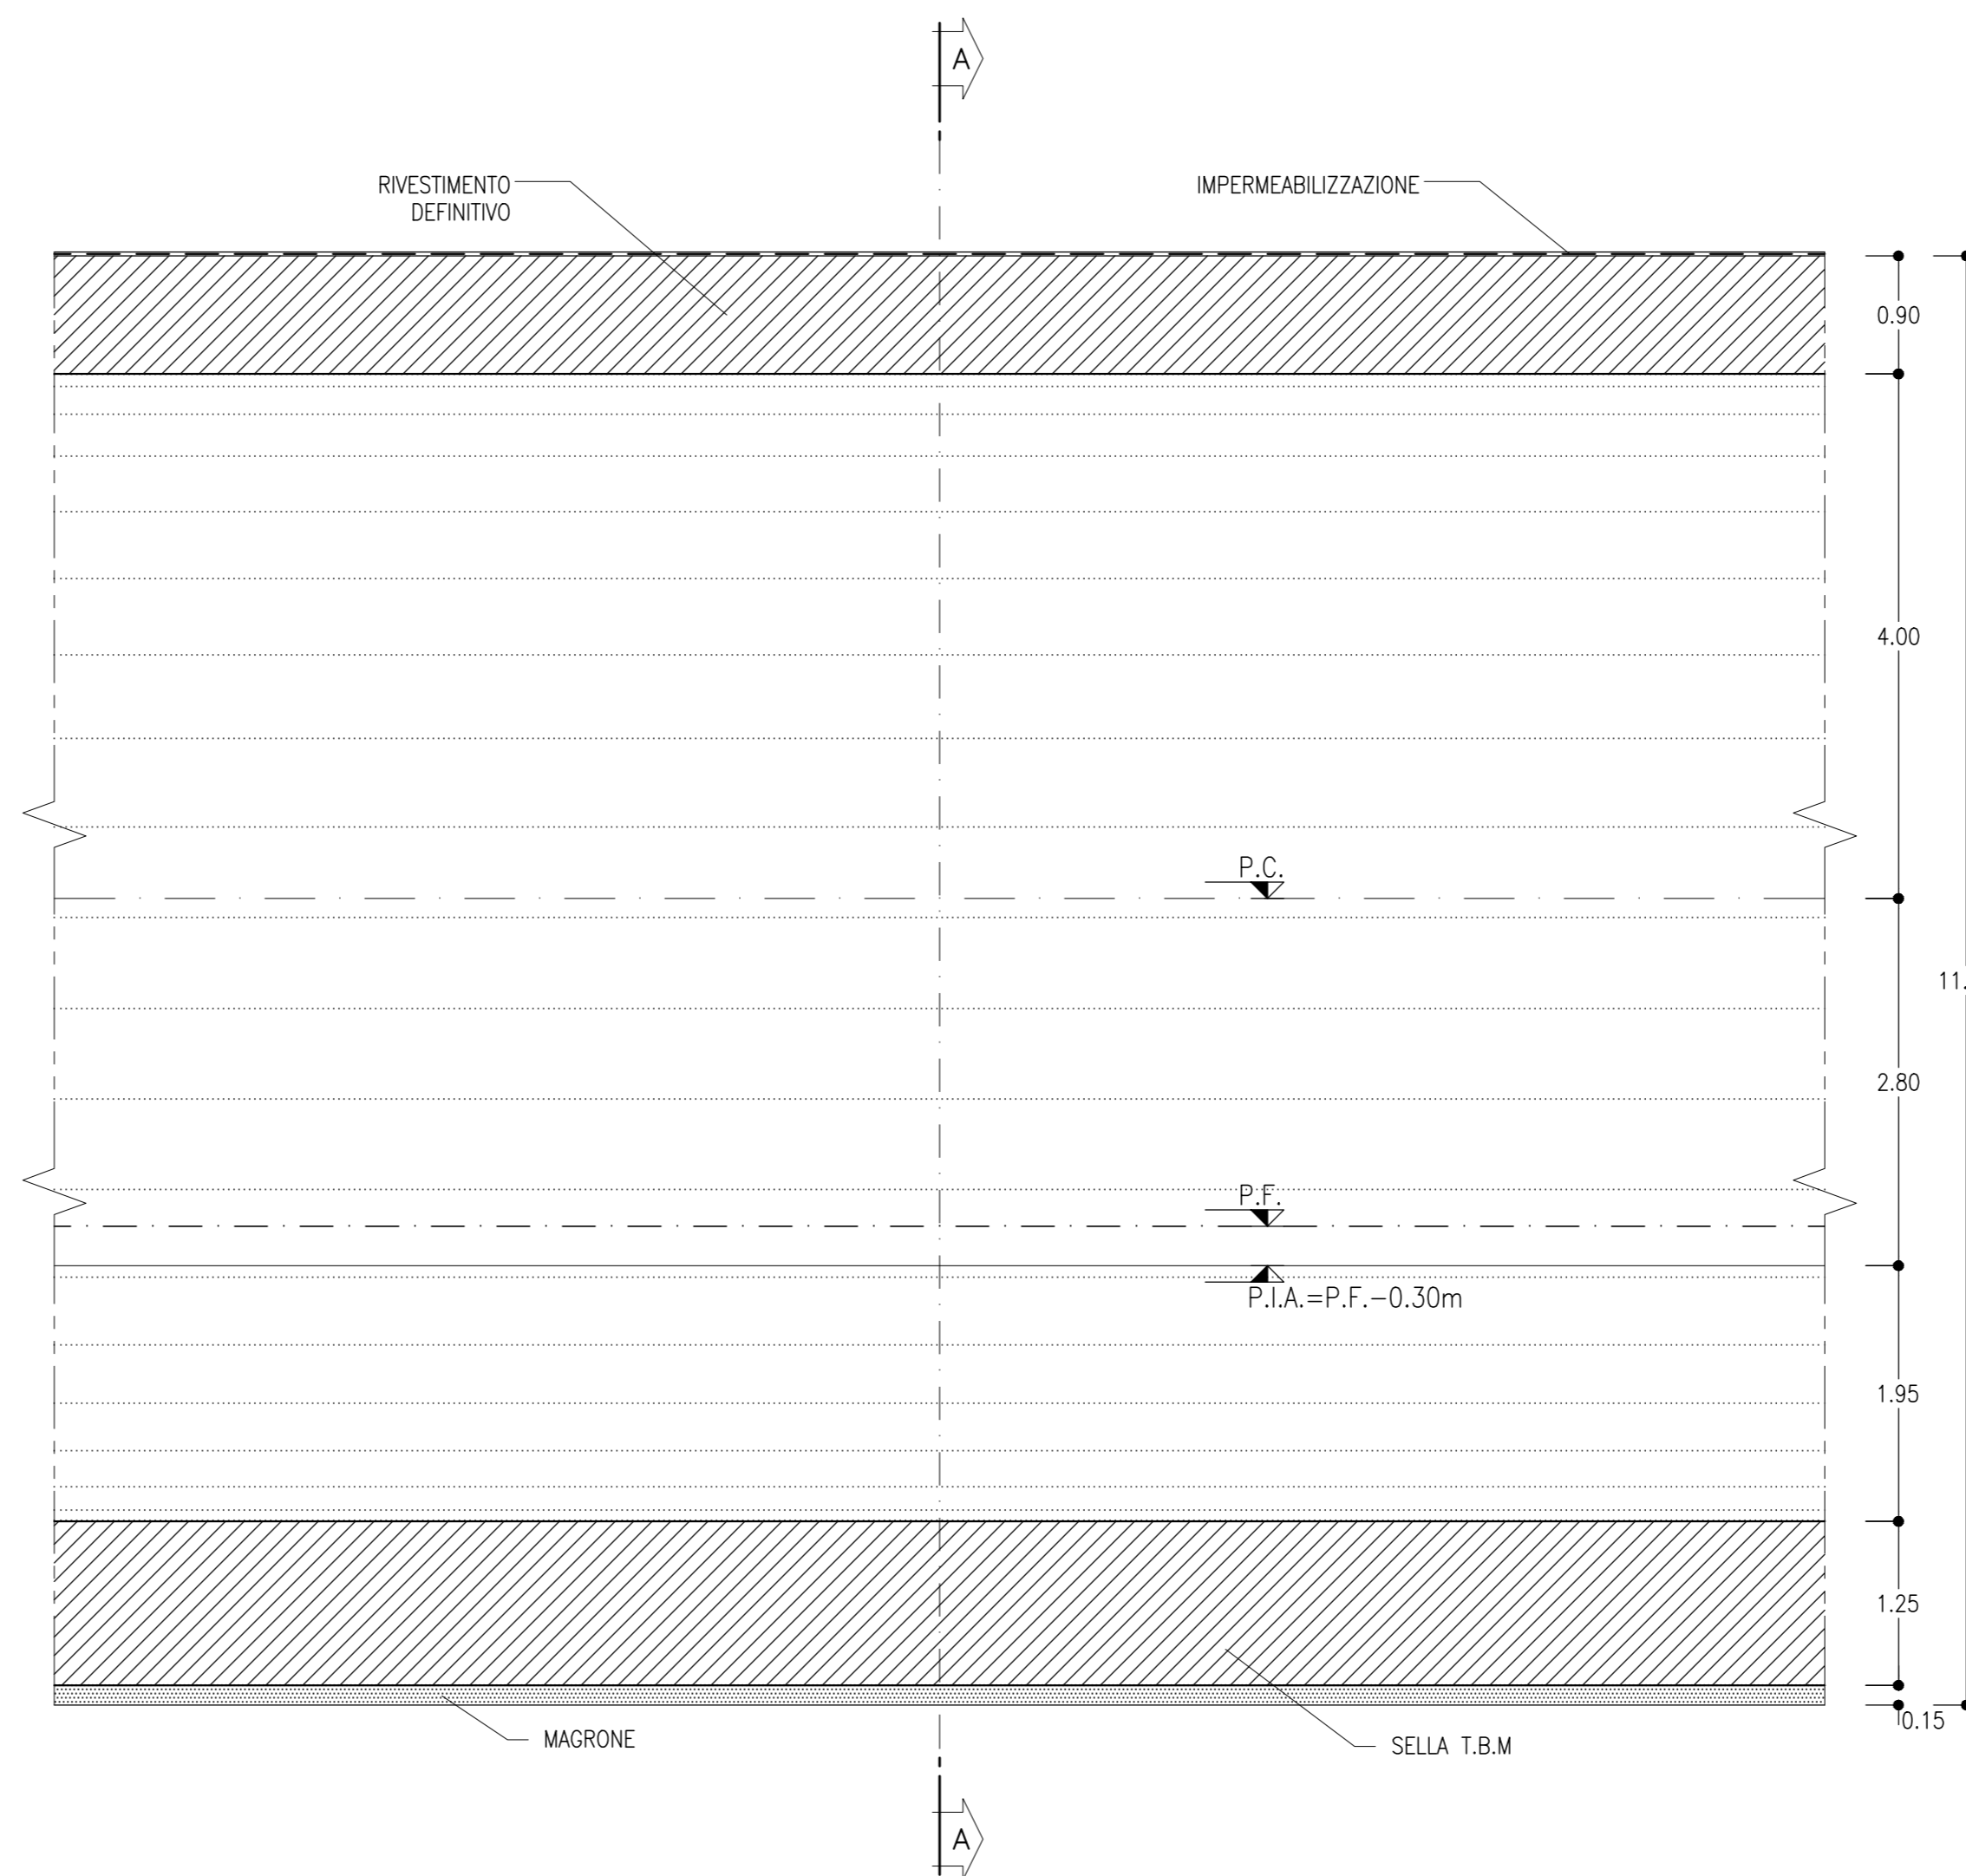 A
RIVESTIMENTO
DEFINITIVO
IMPERMEABILIZZAZIONE
0.90
4.00
P.C.
11.
2.80
P.F.
P.I.A.=P.F.-0.30m
1.95
1.25
0.15
MAGRONE
SELLA T.B.M
A